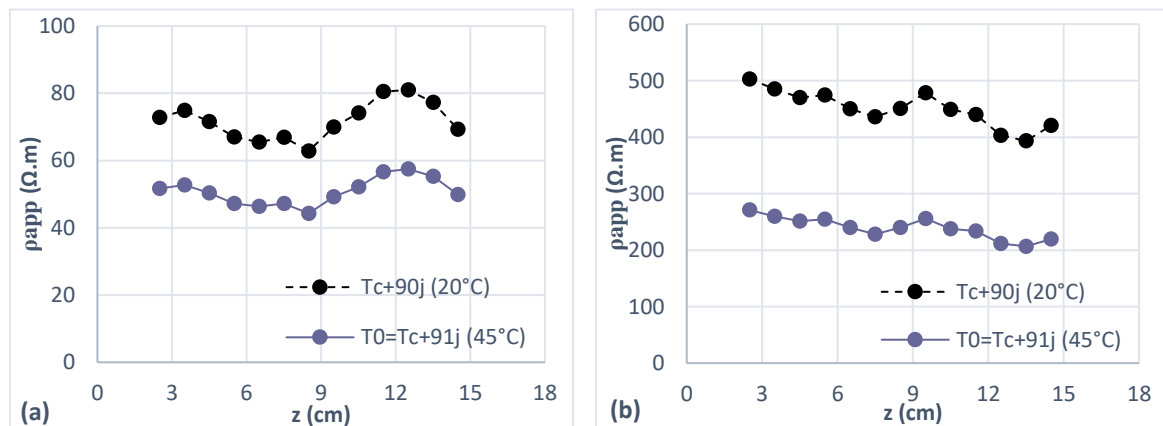 100
80
60
40
20
0
ρapp (Ω.m)
0 3 6 9 12 15 18
z (cm)
Tc+90j (20°C)
T0=Tc+91j (45°C)
(a)
600
500
400
300
200
100
0
ρapp (Ω.m)
0 3 6 9 12 15 18
z (cm)
Tc+90j (20°C)
T0=Tc+91j (45°C)
(b)